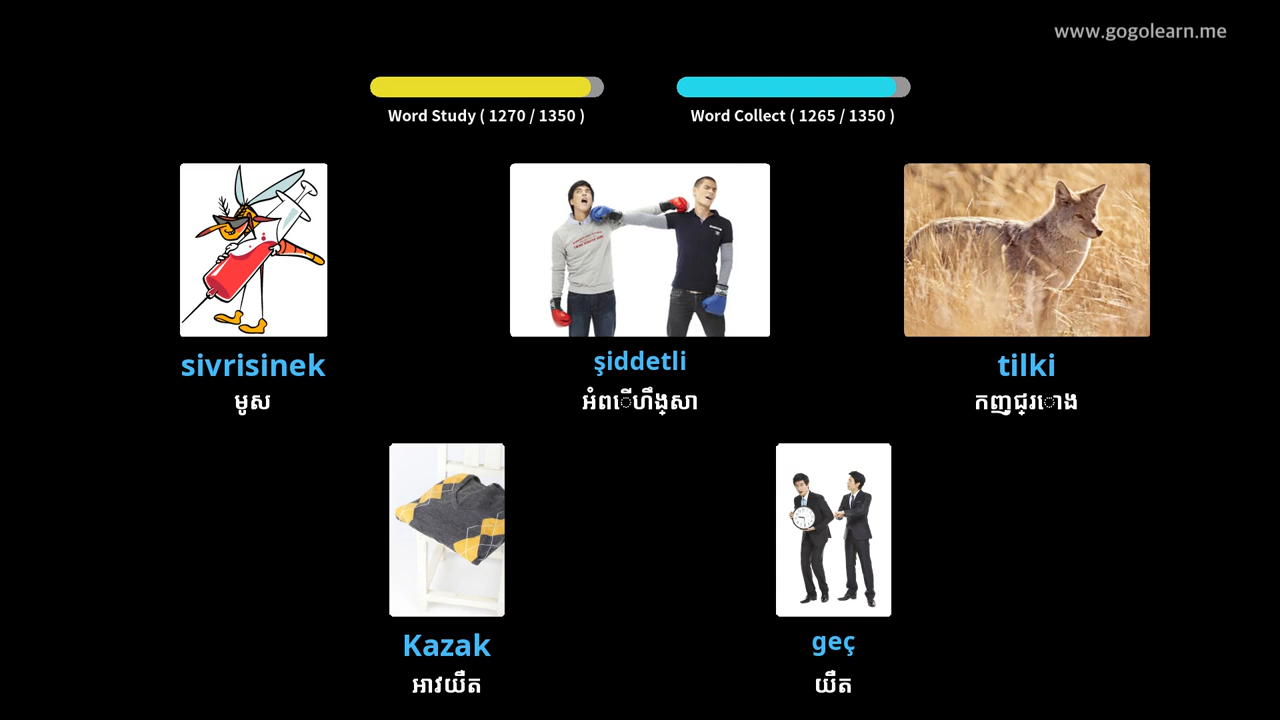 www.gogolearn.me
Word Study ( 1270 / 1350 )
Word Collect ( 1265 / 1350 )
sivrisinek
şiddetli
tilki
មូស
អំពើហឹង្សា
កញជ្រោង
Kazak
geç
អាវយឺត
យឺត